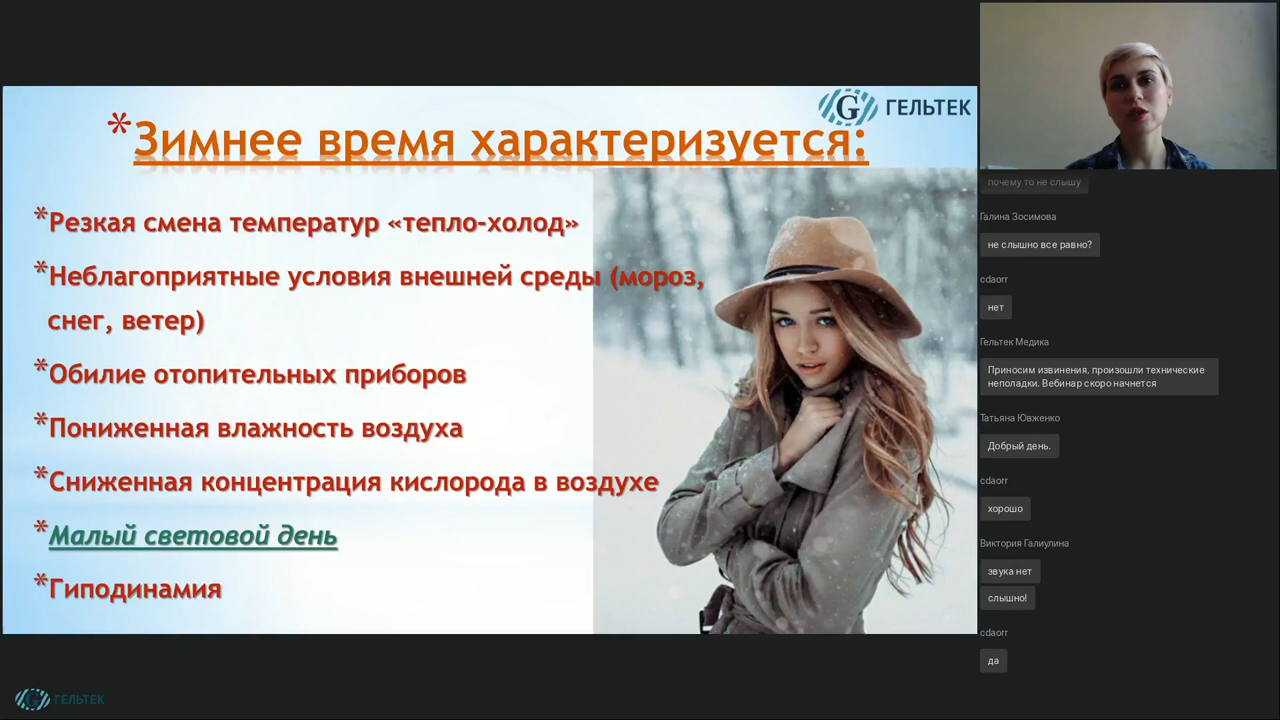 ГЕЛЬТЕК
*Зимнее время характеризуется:
*Резкая смена температур «тепло-холод»
*Неблагоприятные условия внешней среды (мороз,
снег, ветер)
*Обилие отопительных приборов
*Пониженная влажность воздуха
*Сниженная концентрация кислорода в воздухе
*Малый световой день
*Гиподинамия
G ГЕЛЬТЕК
почему то не слышу
Галина Зосимова
не слышно все равно?
cdaorr
нет
Гельтек Медика
Приносим извинения, произошли технические
неполадки. Вебинар скоро начнется
Татьяна Ювженко
Добрый день.
cdaorr
хорошо
Виктория Галиулина
звука нет
слышно!
cdaorr
да